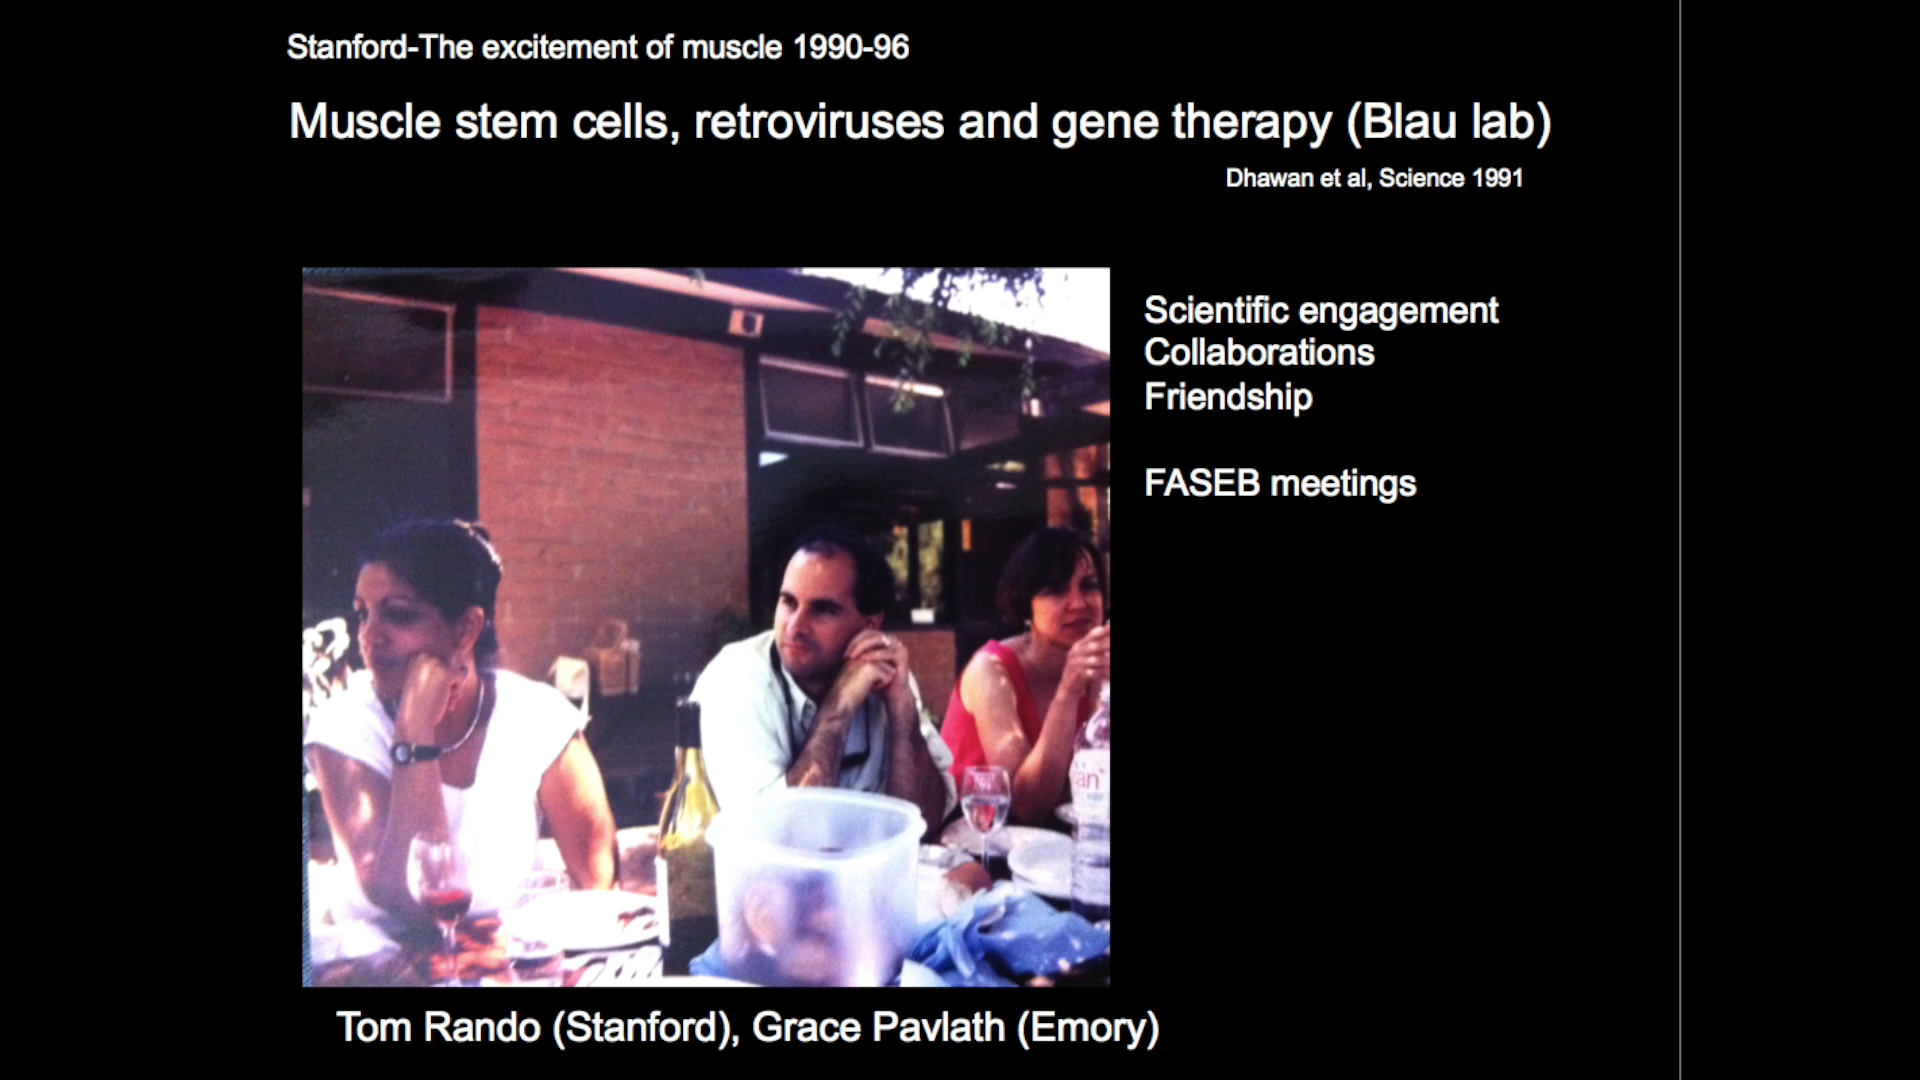 Stanford-The excitement of muscle 1990-96
Muscle stem cells, retroviruses and gene therapy (Blau lab)
Dhawan et al, Science 1991
Scientific engagement
Collaborations
Friendship
FASEB meetings
an
Tom Rando (Stanford), Grace Pavlath (Emory)